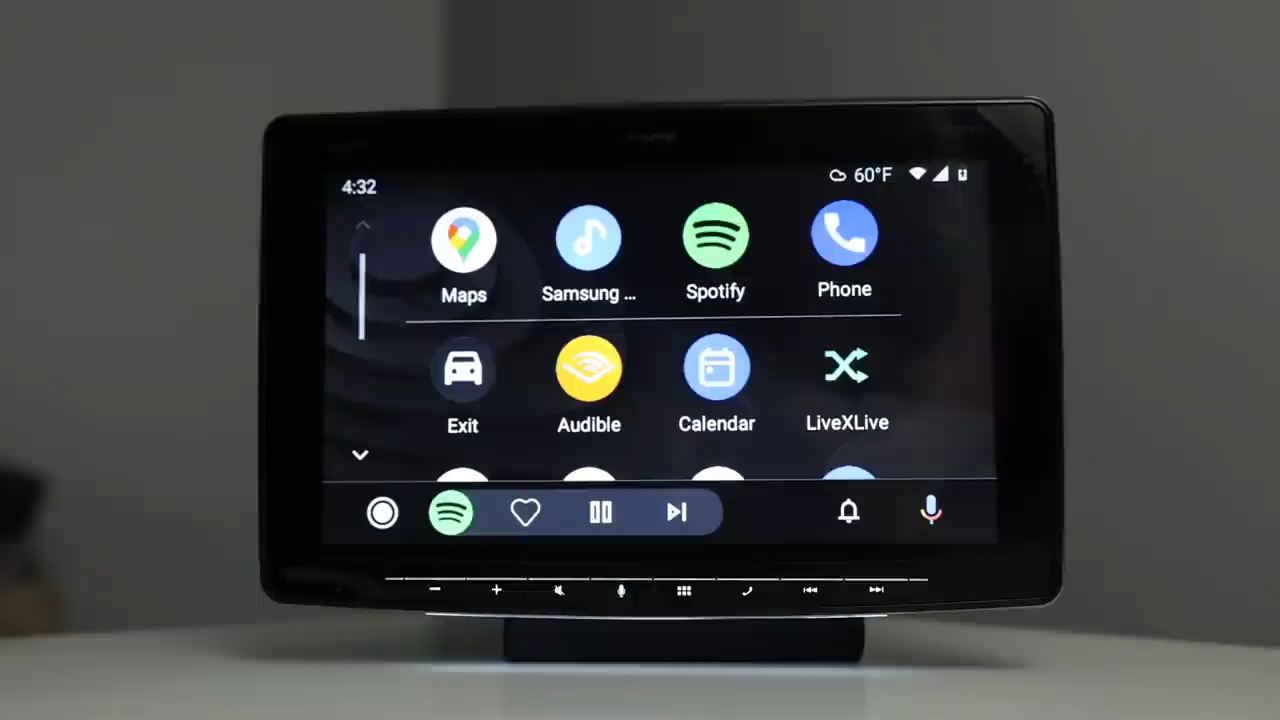 4:32
60°F
Maps
Samsung ...
Spotify
Phone
Exit
Audible
Calendar
LiveXLive